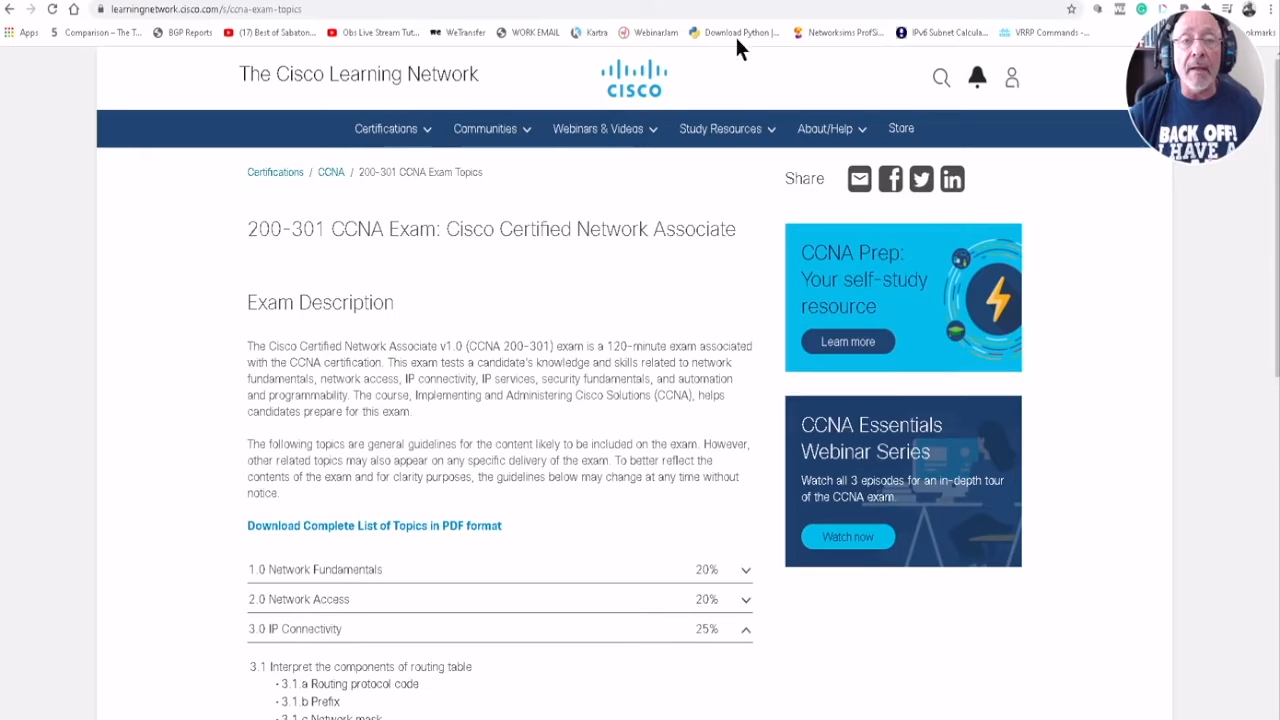 learningnetwork.cisco.com/s/ccna-exam-topics
Apps
Comparison – The T...
BGP Reports
(17) Best of Sabaton...
Obs Live Stream Tut...
WeTransfer
WORK EMAIL
Kartra
WebinarJam
Download Python |...
Networksims ProfSi...
IPv6 Subnet Calcula...
VRRP Commands -...
The Cisco Learning Network
CISCO
BACK OFF!
I HAVE A
Certifications
Communities
Webinars & Videos
Study Resources
About/Help
Store
Certifications / CCNA / 200-301 CCNA Exam Topics
Share
200-301 CCNA Exam: Cisco Certified Network Associate
Exam Description
The Cisco Certified Network Associate v1.0 (CCNA 200-301) exam is a 120-minute exam associated
with the CCNA certification. This exam tests a candidate's knowledge and skills related to network
fundamentals, network access, IP connectivity, IP services, security fundamentals, and automation
and programmability. The course, Implementing and Administering Cisco Solutions (CCNA), helps
candidates prepare for this exam.
The following topics are general guidelines for the content likely to be included on the exam. However,
other related topics may also appear on any specific delivery of the exam. To better reflect the
contents of the exam and for clarity purposes, the guidelines below may change at any time without
notice.
Download Complete List of Topics in PDF format
1.0 Network Fundamentals 20%
2.0 Network Access 20%
3.0 IP Connectivity 25%
3.1 Interpret the components of routing table
• 3.1.a Routing protocol code
• 3.1.b Prefix
• 3.1.c Network mask
CCNA Prep:
Your self-study
resource
Learn more
CCNA Essentials
Webinar Series
Watch all 3 episodes for an in-depth tour
of the CCNA exam.
Watch now